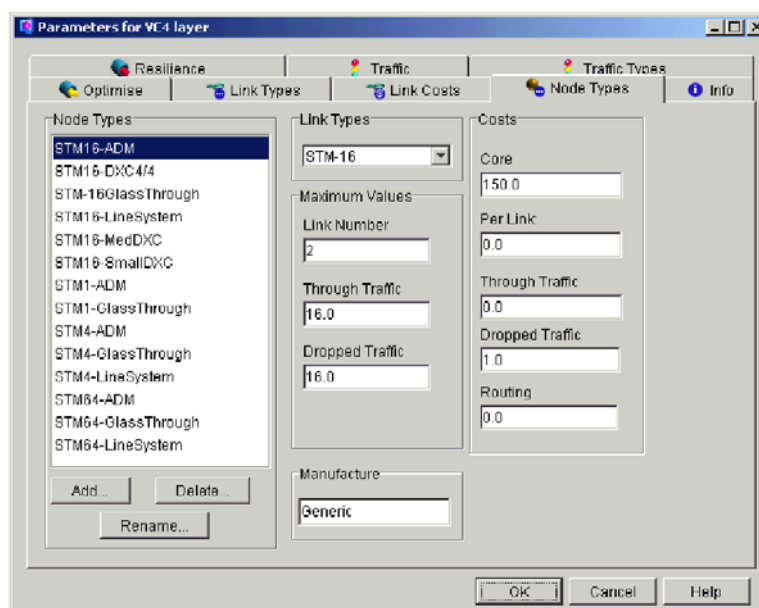 Parameters for VC4 layer
Resilience
Traffic
Traffic Types
Optimise
Link Types
Link Costs
Node Types
Info
Node Types
STM16-ADM
STM16-DXC4/4
STM-16GlassThrough
STM16-LineSystem
STM16-MedDXC
STM16-SmallDXC
STM1-ADM
STM1-GlassThrough
STM4-ADM
STM4-GlassThrough
STM4-LineSystem
STM64-ADM
STM64-GlassThrough
STM64-LineSystem
Add...
Delete...
Rename...
Link Types
STM-16
Maximum Values
Link Number
2
Through Traffic
16.0
Dropped Traffic
16.0
Manufacture
Generic
Costs
Core
150.0
Per Link
0.0
Through Traffic
0.0
Dropped Traffic
1.0
Routing
0.0
OK
Cancel
Help